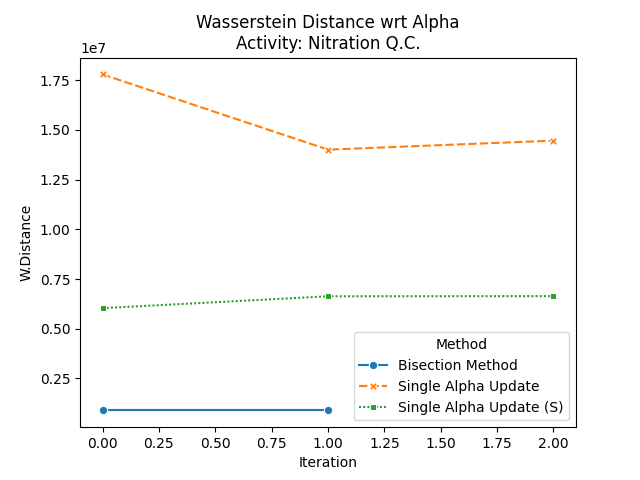 Wasserstein Distance wrt Alpha
Activity: Nitration Q.C.
1e7
1.75
1.50
1.25
1.00
0.75
0.50
0.25
W.Distance
Method
Bisection Method
Single Alpha Update
Single Alpha Update (S)
0.00 0.25 0.50 0.75 1.00 1.25 1.50 1.75 2.00
Iteration